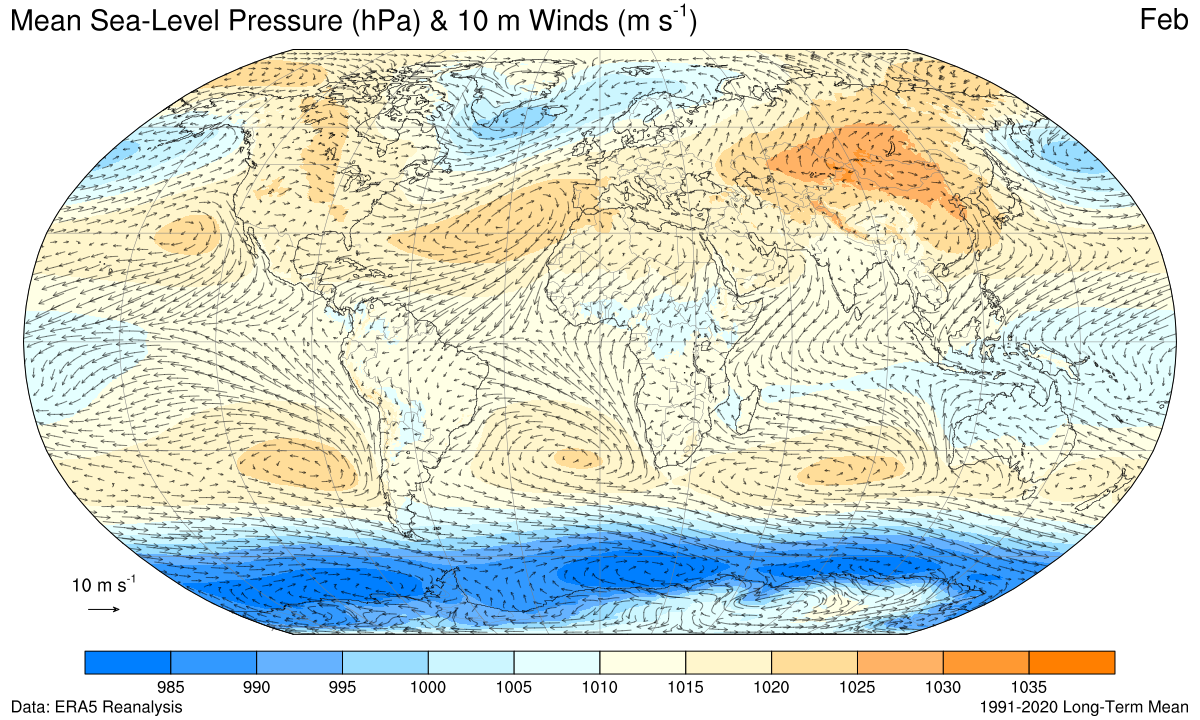 Mean Sea-Level Pressure (hPa) & 10 m Winds (m s⁻¹)
Feb
10 m s⁻¹
985 990 995 1000 1005 1010 1015 1020 1025 1030 1035
Data: ERA5 Reanalysis
1991-2020 Long-Term Mean